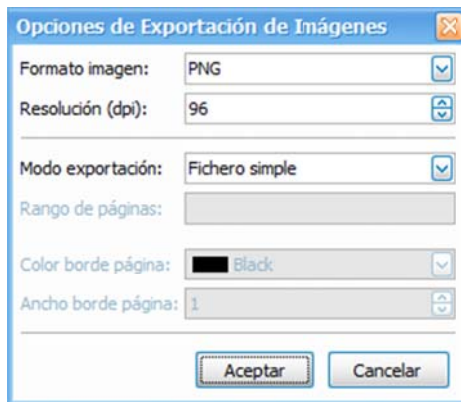 Opciones de Exportación de Imágenes
Formato imagen: PNG
Resolución (dpi): 96
Modo exportación: Fichero simple
Rango de páginas:
Color borde página: Black
Ancho borde página: 1
Aceptar Cancelar